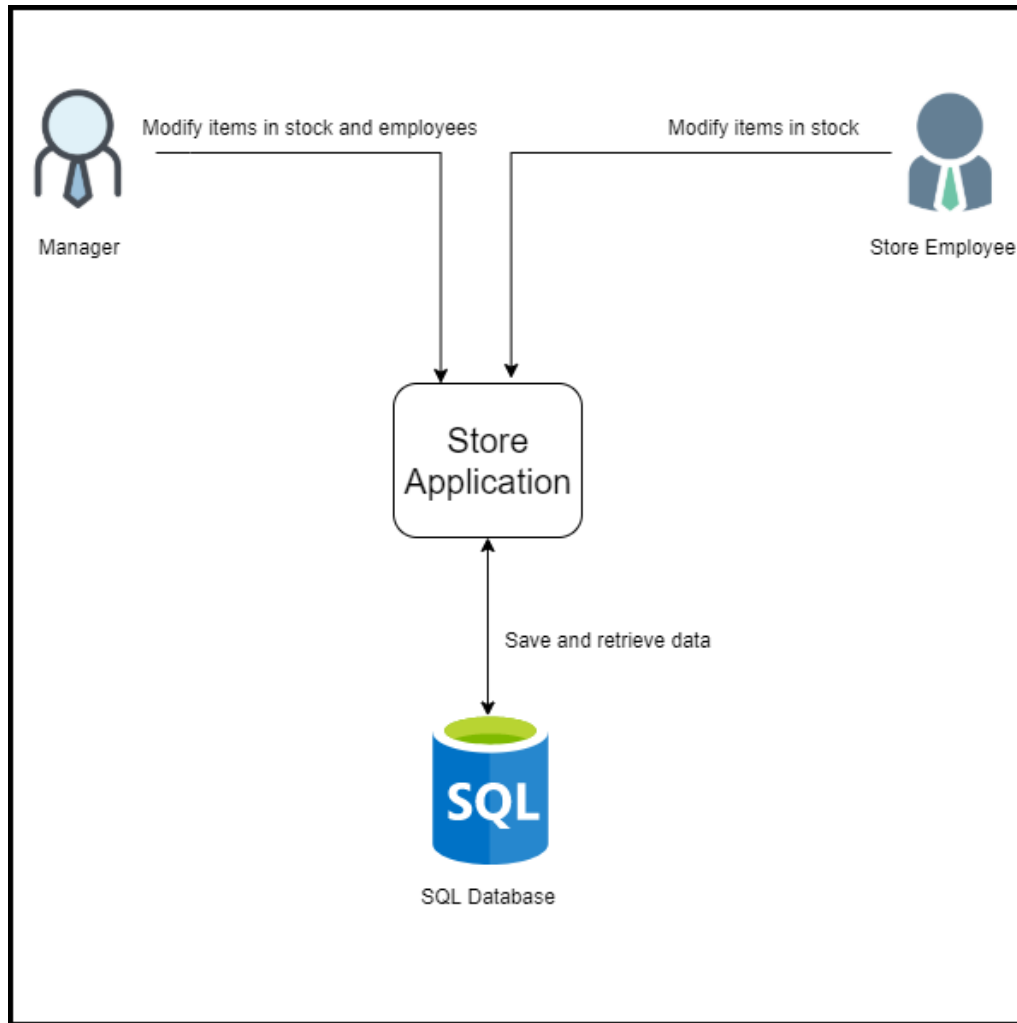 Modify items in stock and employees
Modify items in stock
Manager
Store Employee
Store
Application
Save and retrieve data
SQL
SQL Database